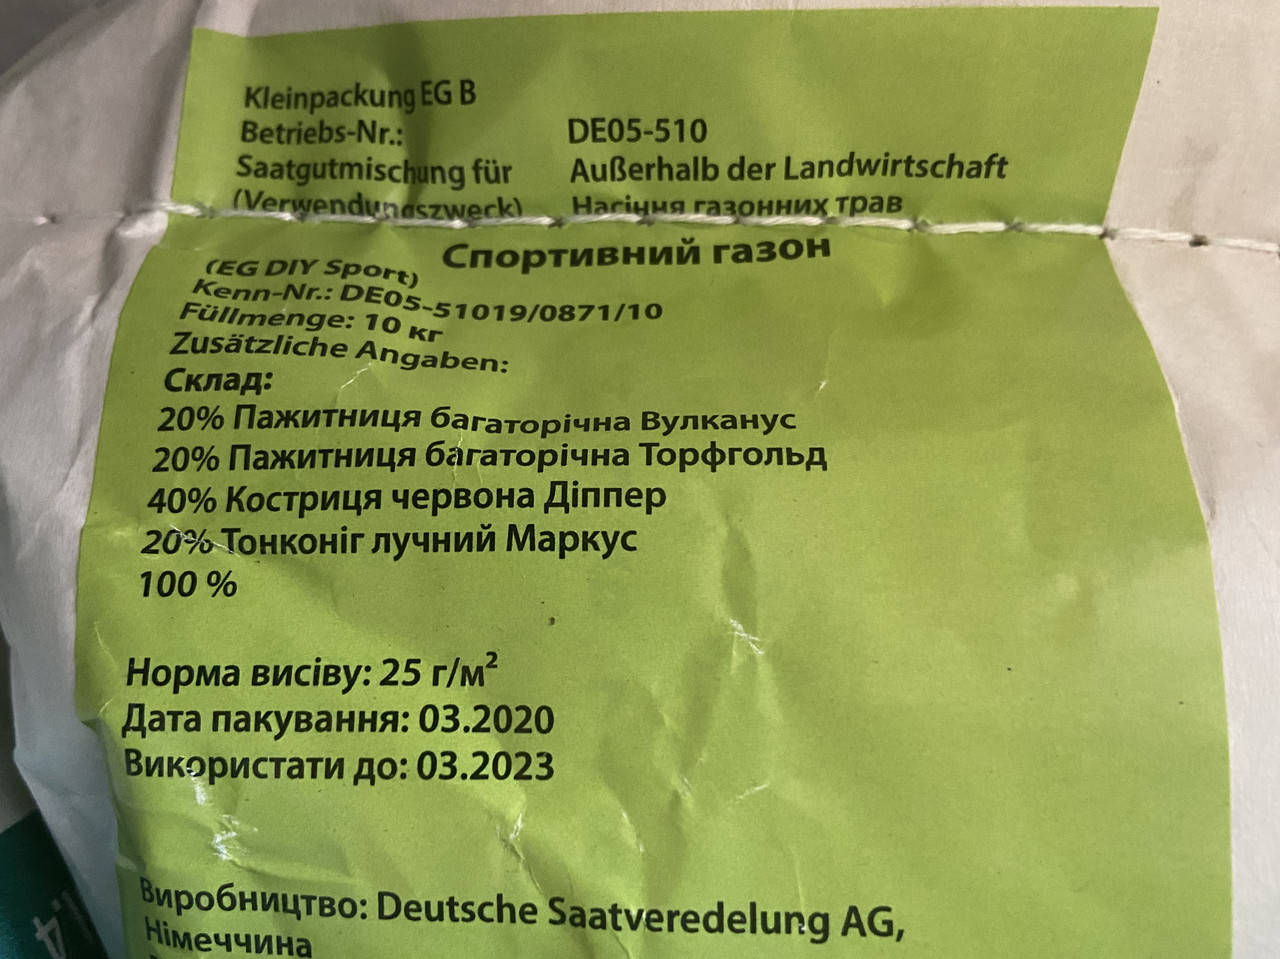 Kleinpackung EG B
Betriebs-Nr.: DE05-510
Saatgutmischung für Außerhalb der Landwirtschaft
(Verwendungszweck) Насіння газонних трав
Спортивний газон
(EG DIY Sport)
Kenn-Nr.: DE05-51019/0871/10
Füllmenge: 10 кг
Zusätzliche Angaben:
Склад:
20% Пажитниця багаторічна Вулканус
20% Пажитниця багаторічна Торфгольд
40% Костриця червона Діппер
20% Тонконіг лучний Маркус
100 %
Норма висіву: 25 г/м²
Дата пакування: 03.2020
Використати до: 03.2023
Виробництво: Deutsche Saatveredelung AG,
Німеччина